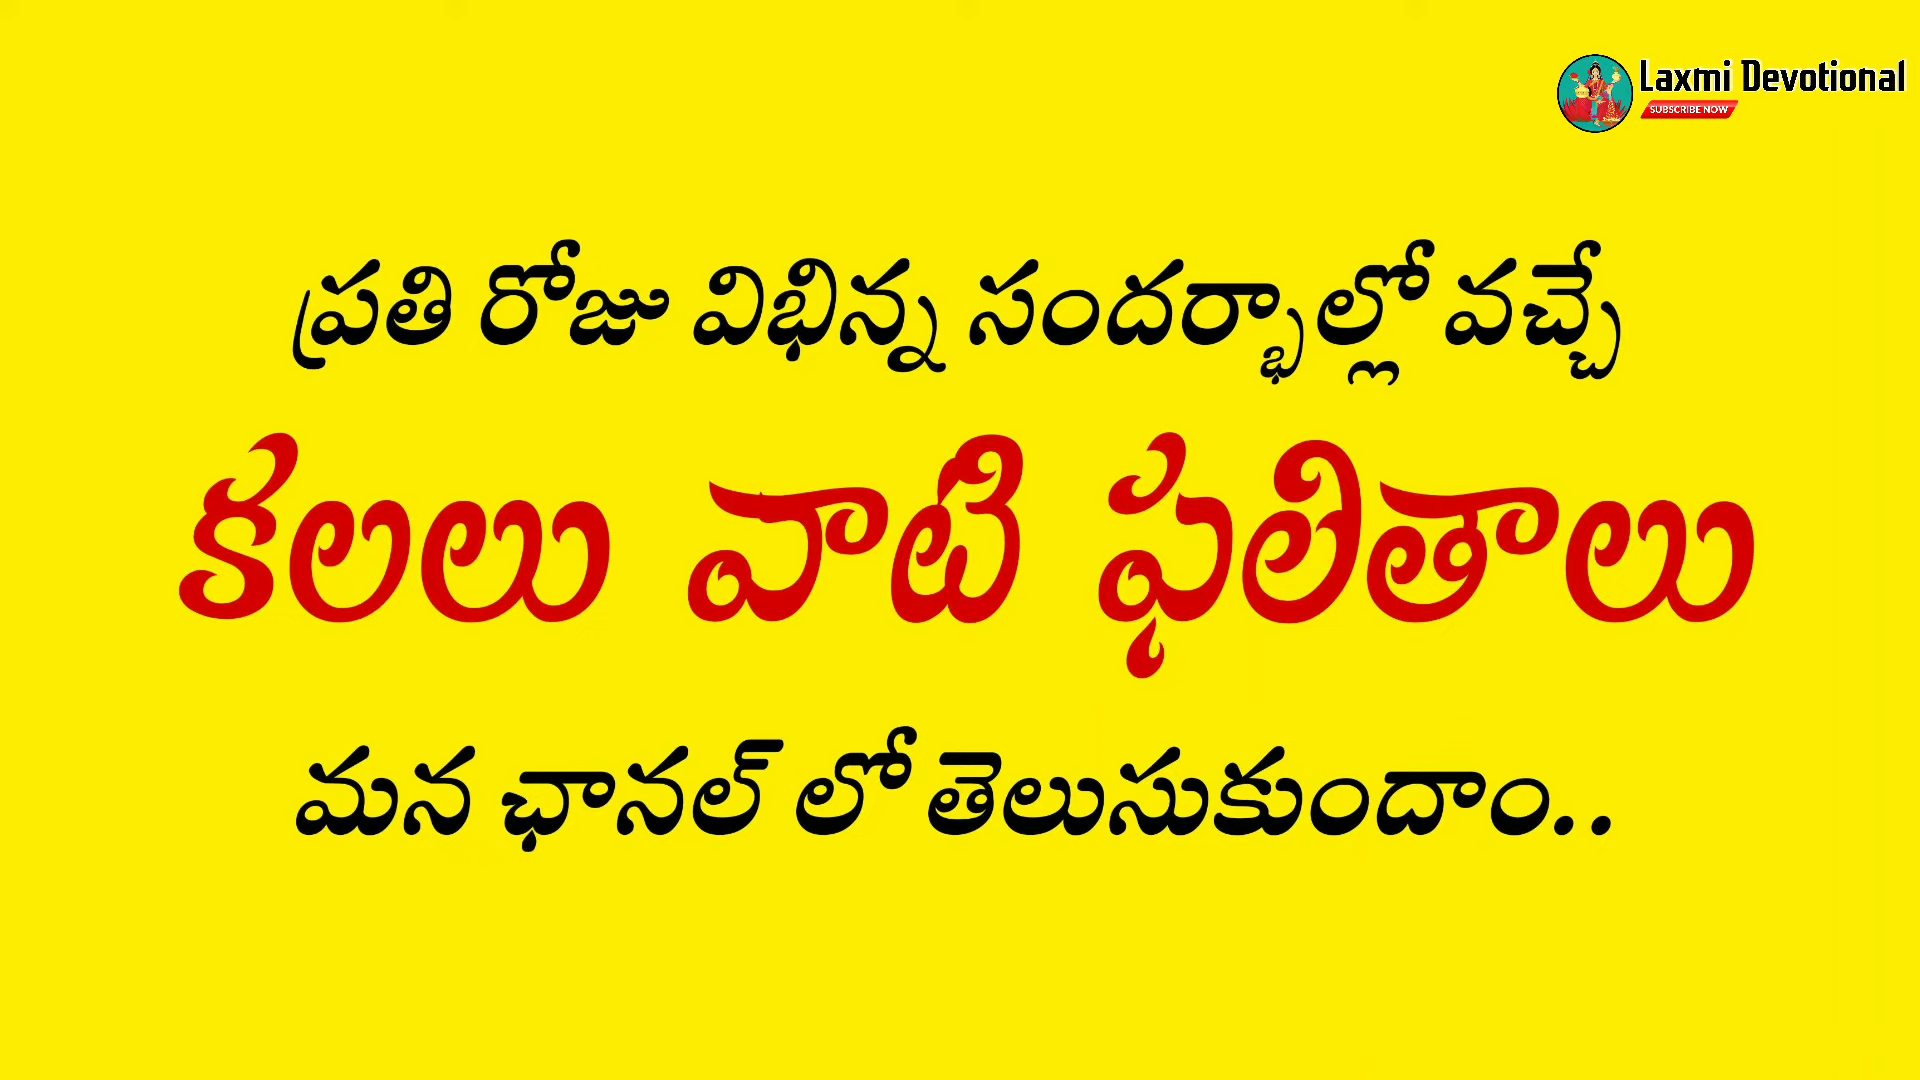 Laxmi Devotional
SUBSCRIBE NOW
ప్రతి రోజు విభిన్న సందర్భాల్లో వచ్చే
కలలు వాటి ఫలితాలు
మన ఛానల్ లో తెలుసుకుందాం..